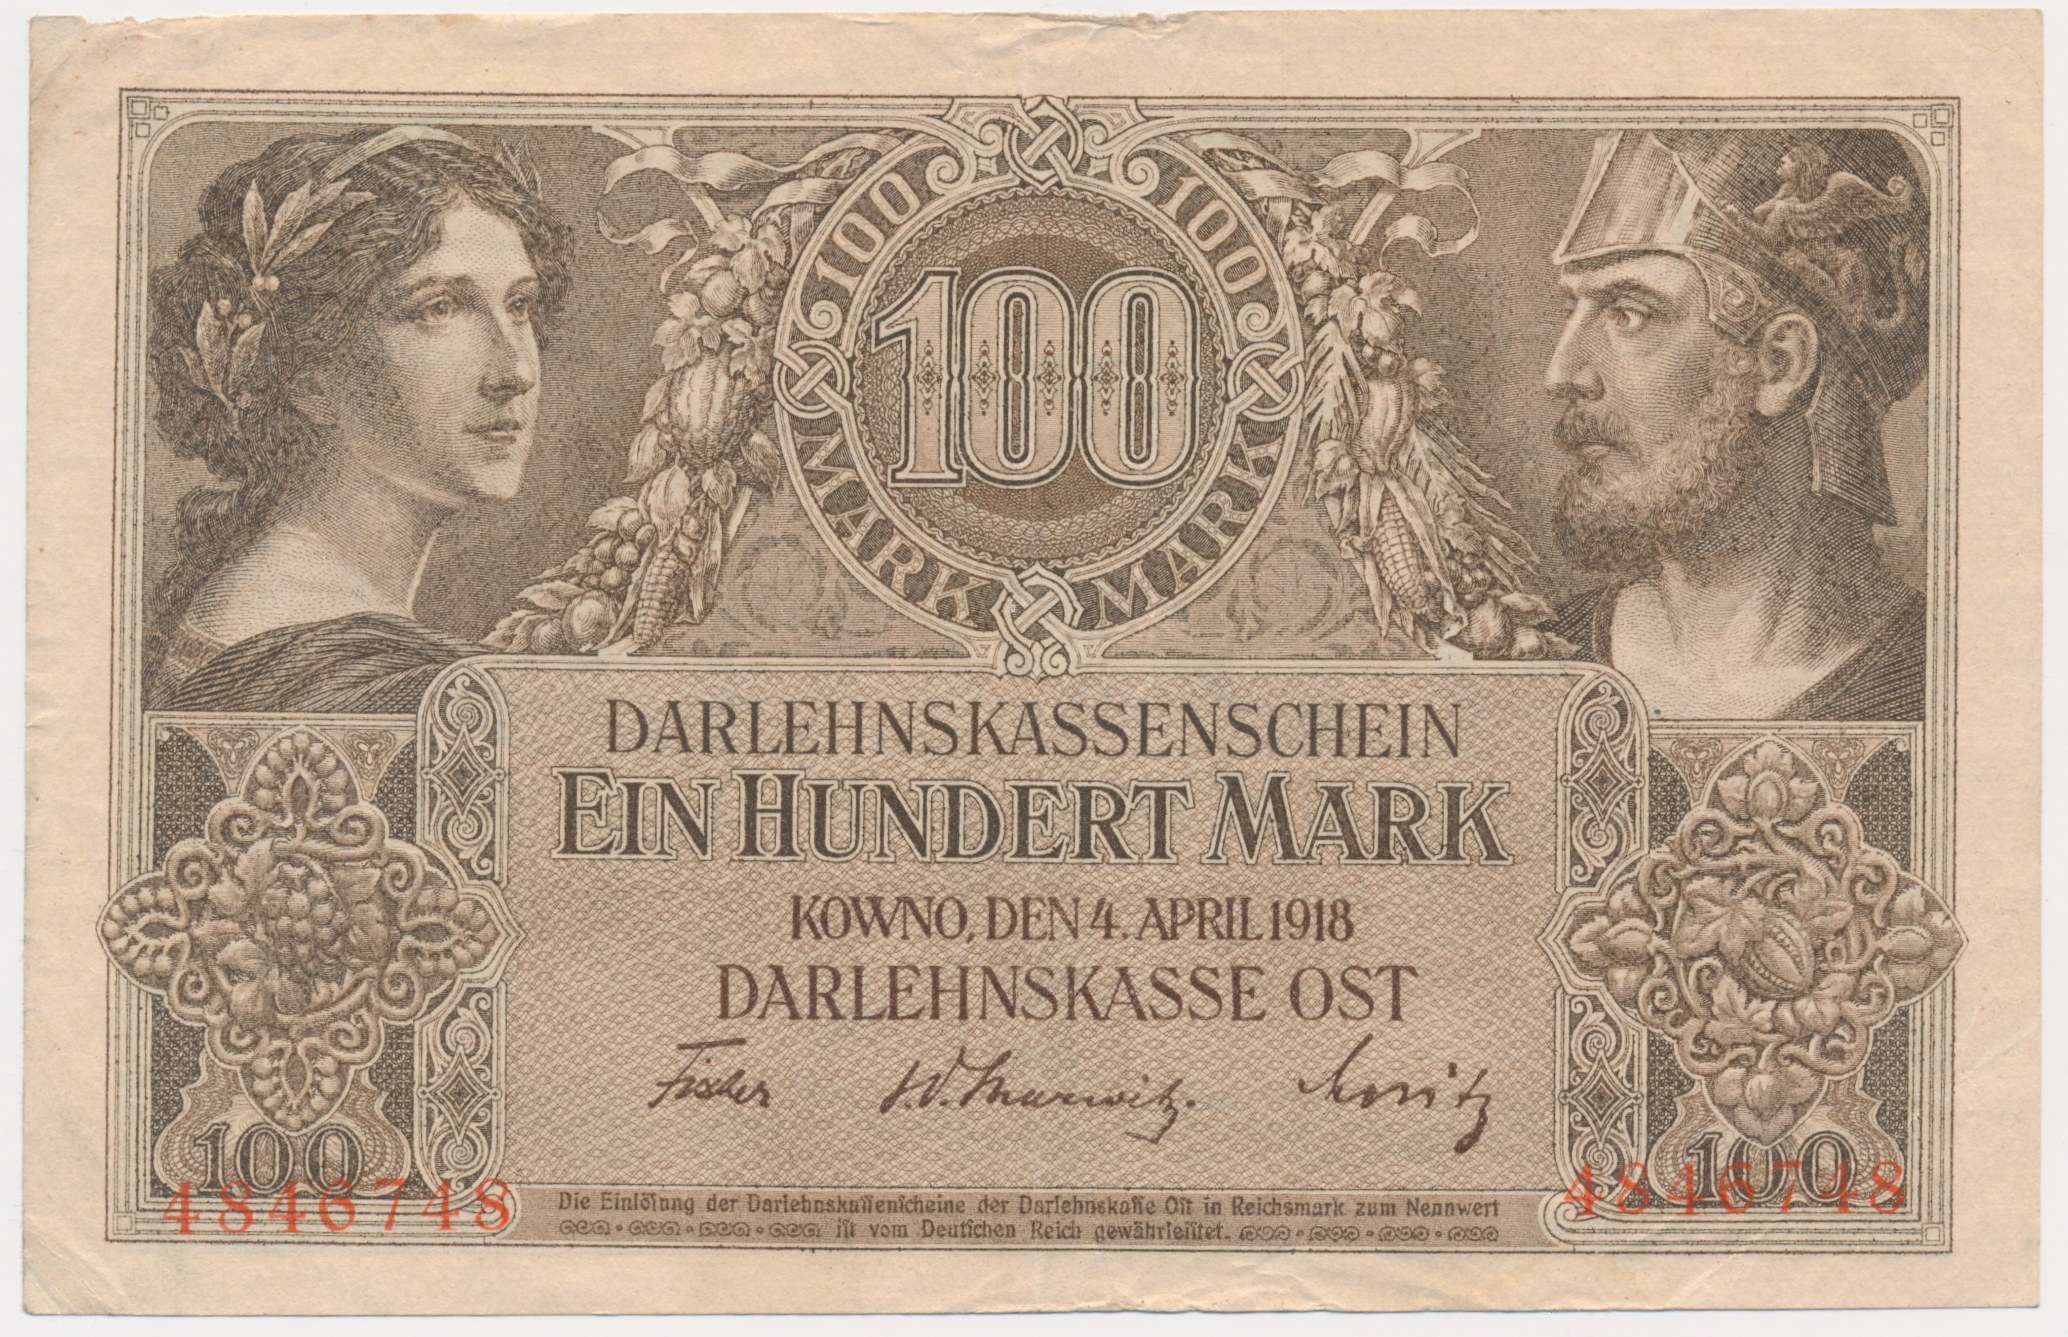 100 100
100
MARK MARK
DARLEHNSKASSENSCHEIN
EIN HUNDERT MARK
KOWNO, DEN 4. APRIL 1918
DARLEHNSKASSE OST
Fischer
100 100
4846748 4846748
Die Einlöſung der Darlehnskaſſenſcheine der Darlehnskaſſe Oſt in Reichsmark zum Nennwert
iſt vom Deutſchen Reich gewährleiſtet.